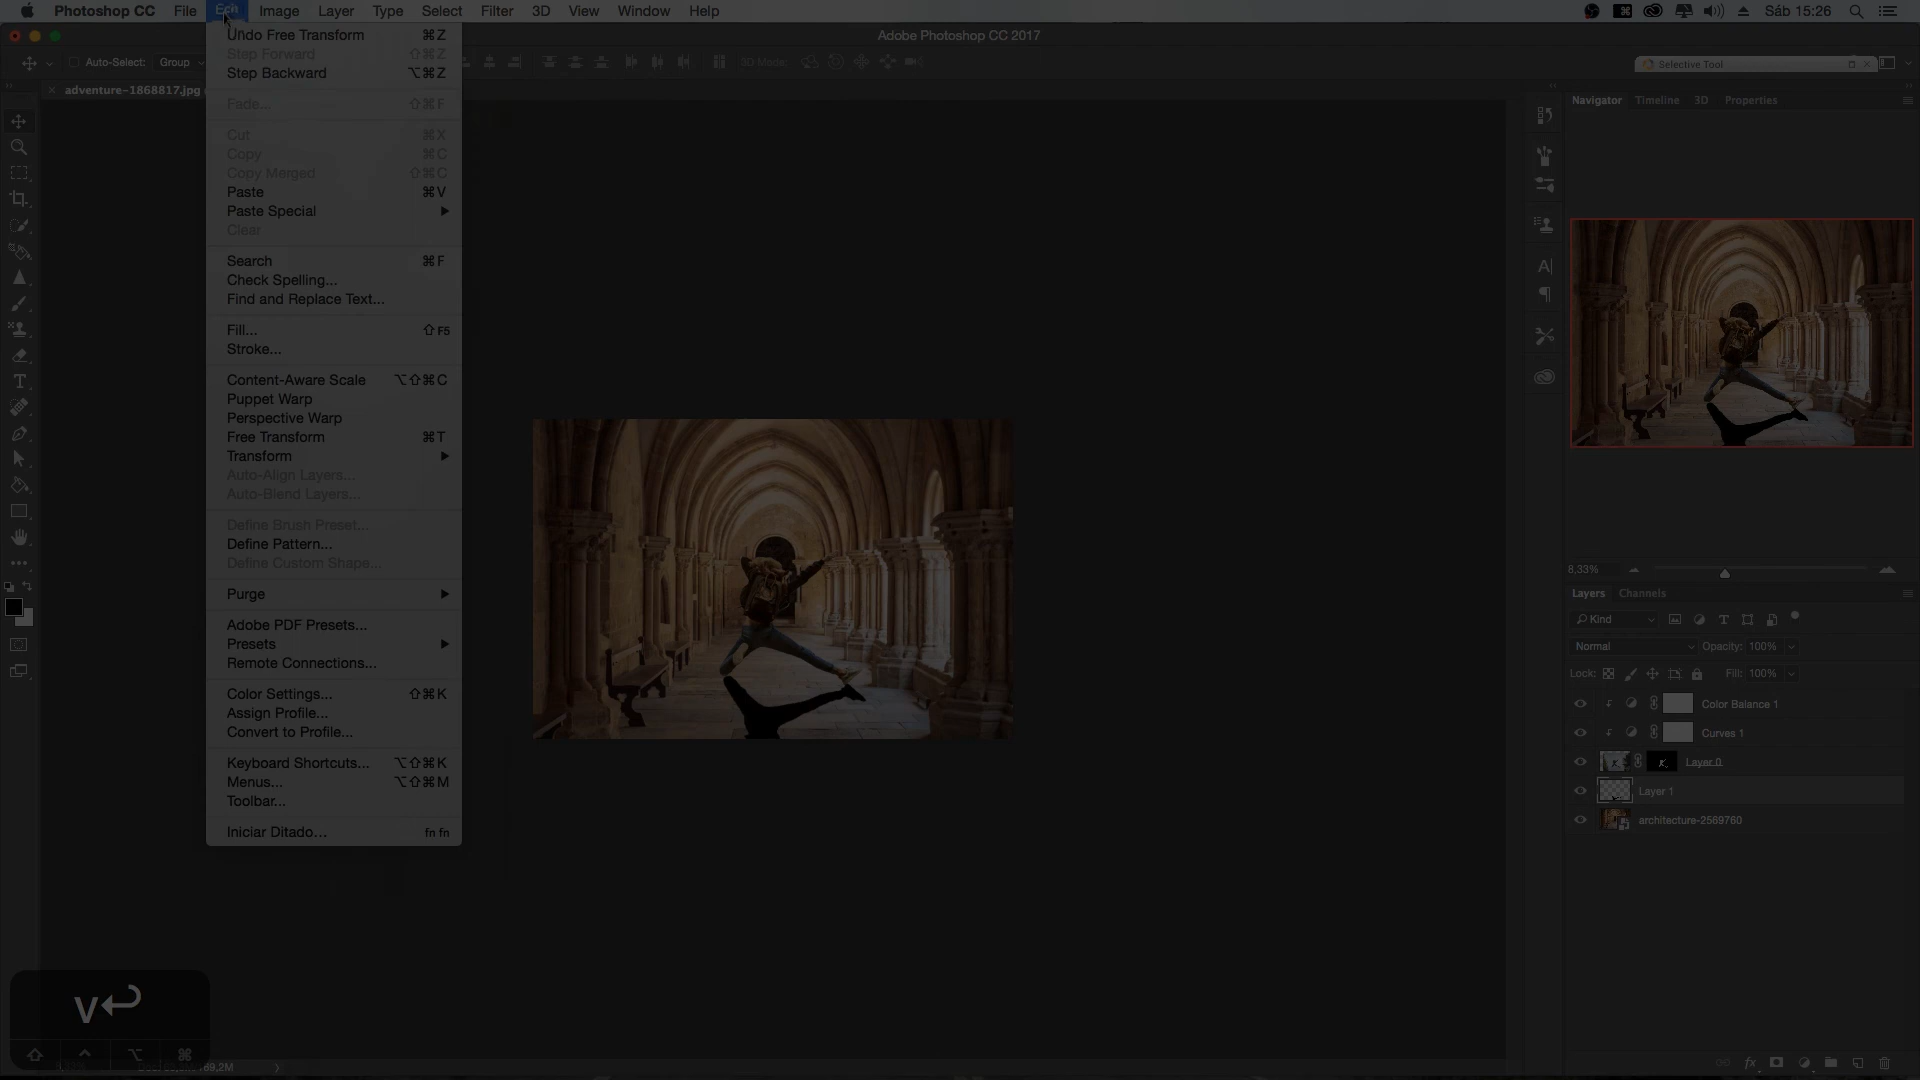 Photoshop CC File Image Layer Type Select Filter 3D View Window Help Sáb 15:26
Adobe Photoshop CC 2017
Auto-Select: Group 3D Mode: Selective Tool
adventure-1868817.jpg
Undo Free Transform ⌘Z
Step Forward ⇧⌘Z
Step Backward ⌥⌘Z
Fade... ⇧⌘F
Cut ⌘X
Copy ⌘C
Copy Merged ⇧⌘C
Paste ⌘V
Paste Special
Clear
Search ⌘F
Check Spelling...
Find and Replace Text...
Fill... ⇧F5
Stroke...
Content-Aware Scale ⌥⇧⌘C
Puppet Warp
Perspective Warp
Free Transform ⌘T
Transform
Auto-Align Layers...
Auto-Blend Layers...
Define Brush Preset...
Define Pattern...
Define Custom Shape...
Purge
Adobe PDF Presets...
Presets
Remote Connections...
Color Settings... ⇧⌘K
Assign Profile...
Convert to Profile...
Keyboard Shortcuts... ⌥⇧⌘K
Menus... ⌥⇧⌘M
Toolbar...
Iniciar Ditado... fn fn
Navigator Timeline 3D Properties
8,33%
Layers Channels
Kind
Normal Opacity: 100%
Lock: Fill: 100%
Color Balance 1
Curves 1
Layer 0
Layer 1
architecture-2569760
V↩
⇧ ⌃ ⌥ ⌘